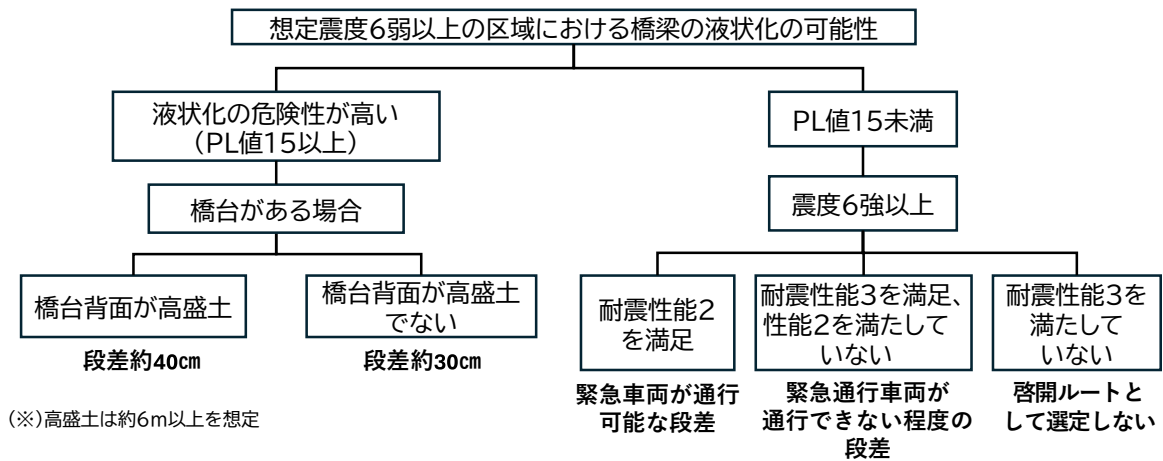 想定震度6弱以上の区域における橋梁の液状化の可能性
液状化の危険性が高い
（PL値15以上）
PL値15未満
橋台がある場合
震度6強以上
橋台背面が高盛土
橋台背面が高盛土
でない
耐震性能2
を満足
耐震性能3を満足、
性能2を満たして
いない
耐震性能3を
満たして
いない
段差約40㎝
段差約30㎝
緊急車両が通行
可能な段差
緊急通行車両が
通行できない程度の
段差
啓開ルートと
して選定しない
(※)高盛土は約6m以上を想定